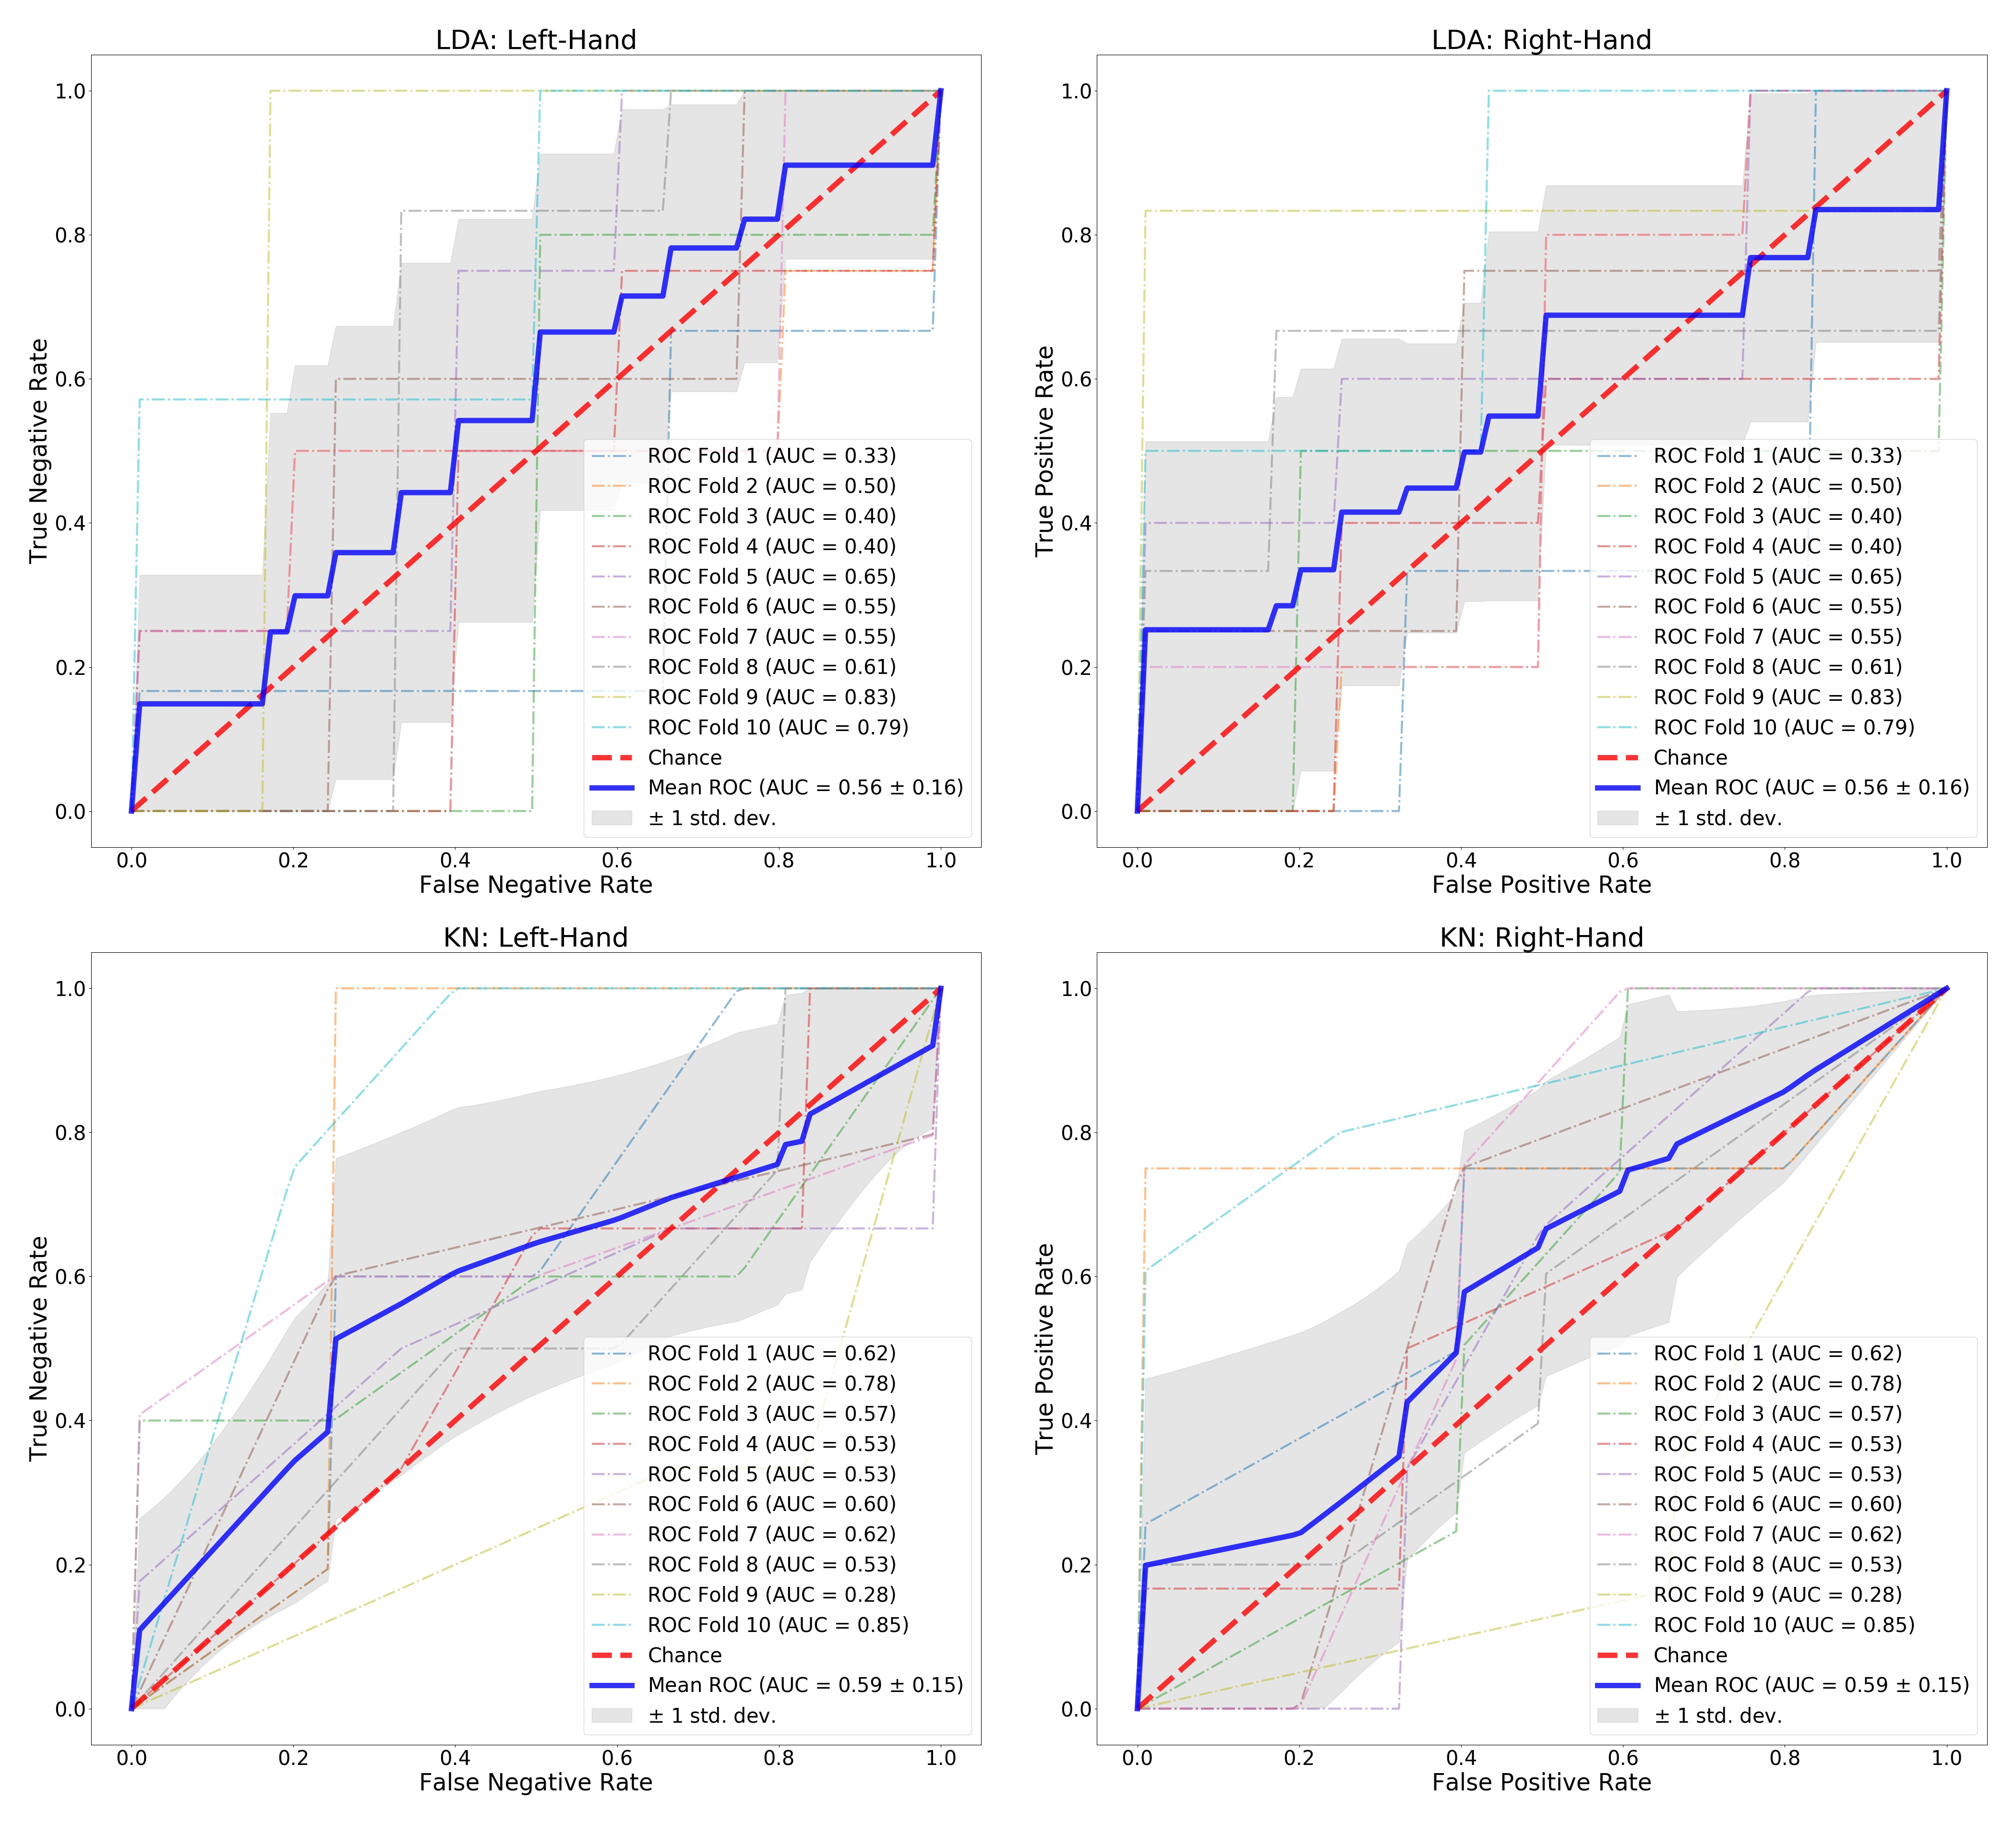 LDA: Left-Hand
True Negative Rate
1.0
0.8
0.6
0.4
0.2
0.0
ROC Fold 1 (AUC = 0.33)
ROC Fold 2 (AUC = 0.50)
ROC Fold 3 (AUC = 0.40)
ROC Fold 4 (AUC = 0.40)
ROC Fold 5 (AUC = 0.65)
ROC Fold 6 (AUC = 0.55)
ROC Fold 7 (AUC = 0.55)
ROC Fold 8 (AUC = 0.61)
ROC Fold 9 (AUC = 0.83)
ROC Fold 10 (AUC = 0.79)
Chance
Mean ROC (AUC = 0.56 ± 0.16)
± 1 std. dev.
0.0 0.2 0.4 0.6 0.8 1.0
False Negative Rate
LDA: Right-Hand
True Positive Rate
1.0
0.8
0.6
0.4
0.2
0.0
ROC Fold 1 (AUC = 0.33)
ROC Fold 2 (AUC = 0.50)
ROC Fold 3 (AUC = 0.40)
ROC Fold 4 (AUC = 0.40)
ROC Fold 5 (AUC = 0.65)
ROC Fold 6 (AUC = 0.55)
ROC Fold 7 (AUC = 0.55)
ROC Fold 8 (AUC = 0.61)
ROC Fold 9 (AUC = 0.83)
ROC Fold 10 (AUC = 0.79)
Chance
Mean ROC (AUC = 0.56 ± 0.16)
± 1 std. dev.
0.0 0.2 0.4 0.6 0.8 1.0
False Positive Rate
KN: Left-Hand
True Negative Rate
1.0
0.8
0.6
0.4
0.2
0.0
ROC Fold 1 (AUC = 0.62)
ROC Fold 2 (AUC = 0.78)
ROC Fold 3 (AUC = 0.57)
ROC Fold 4 (AUC = 0.53)
ROC Fold 5 (AUC = 0.53)
ROC Fold 6 (AUC = 0.60)
ROC Fold 7 (AUC = 0.62)
ROC Fold 8 (AUC = 0.53)
ROC Fold 9 (AUC = 0.28)
ROC Fold 10 (AUC = 0.85)
Chance
Mean ROC (AUC = 0.59 ± 0.15)
± 1 std. dev.
0.0 0.2 0.4 0.6 0.8 1.0
False Negative Rate
KN: Right-Hand
True Positive Rate
1.0
0.8
0.6
0.4
0.2
0.0
ROC Fold 1 (AUC = 0.62)
ROC Fold 2 (AUC = 0.78)
ROC Fold 3 (AUC = 0.57)
ROC Fold 4 (AUC = 0.53)
ROC Fold 5 (AUC = 0.53)
ROC Fold 6 (AUC = 0.60)
ROC Fold 7 (AUC = 0.62)
ROC Fold 8 (AUC = 0.53)
ROC Fold 9 (AUC = 0.28)
ROC Fold 10 (AUC = 0.85)
Chance
Mean ROC (AUC = 0.59 ± 0.15)
± 1 std. dev.
0.0 0.2 0.4 0.6 0.8 1.0
False Positive Rate